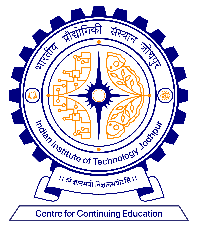 भारतीय प्रौद्योगिकी संस्थान जोधपुर
Indian Institute of Technology Jodhpur
Centre for Continuing Education